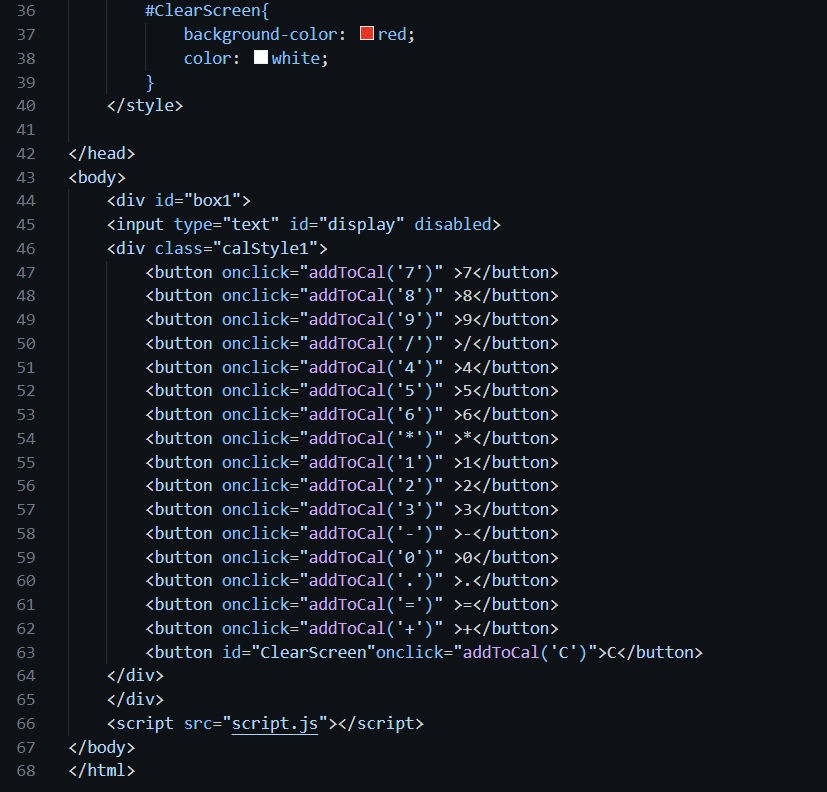 36 #ClearScreen{
37 background-color: red;
38 color: white;
39 }
40 </style>
41
42 </head>
43 <body>
44 <div id="box1">
45 <input type="text" id="display" disabled>
46 <div class="calStyle1">
47 <button onclick="addToCal('7')" >7</button>
48 <button onclick="addToCal('8')" >8</button>
49 <button onclick="addToCal('9')" >9</button>
50 <button onclick="addToCal('/')" >/</button>
51 <button onclick="addToCal('4')" >4</button>
52 <button onclick="addToCal('5')" >5</button>
53 <button onclick="addToCal('6')" >6</button>
54 <button onclick="addToCal('*')" >*</button>
55 <button onclick="addToCal('1')" >1</button>
56 <button onclick="addToCal('2')" >2</button>
57 <button onclick="addToCal('3')" >3</button>
58 <button onclick="addToCal('-')" >-</button>
59 <button onclick="addToCal('0')" >0</button>
60 <button onclick="addToCal('.')" >.</button>
61 <button onclick="addToCal('=')" >=</button>
62 <button onclick="addToCal('+')" >+</button>
63 <button id="ClearScreen"onclick="addToCal('C')">C</button>
64 </div>
65 </div>
66 <script src="script.js"></script>
67 </body>
68 </html>